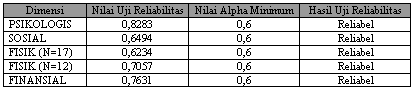 Dimensi Nilai Uji Reliabilitas Nilai Alpha Minimum Hasil Uji Reliabilitas
PSIKOLOGIS 0,8283 0,6 Reliabel
SOSIAL 0,6494 0,6 Reliabel
FISIK (N=17) 0,6234 0,6 Reliabel
FISIK (N=12) 0,7057 0,6 Reliabel
FINANSIAL 0,7631 0,6 Reliabel